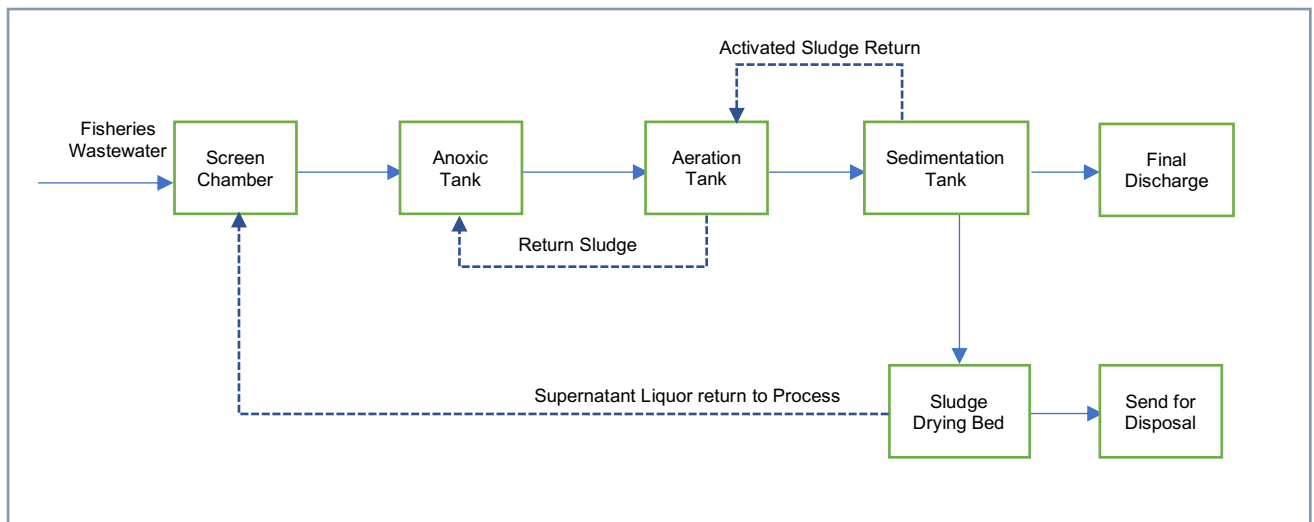 Activated Sludge Return
Fisheries
Wastewater
Screen
Chamber
Anoxic
Tank
Aeration
Tank
Sedimentation
Tank
Final
Discharge
Return Sludge
Supernatant Liquor return to Process
Sludge
Drying Bed
Send for
Disposal